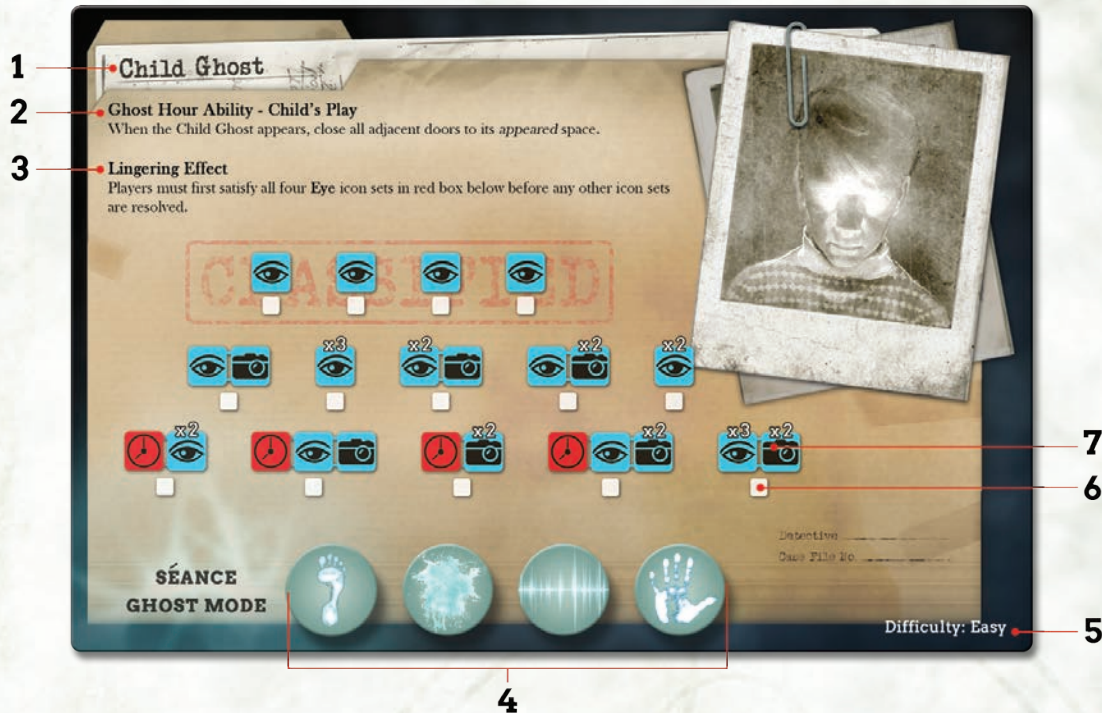 1
Child Ghost
2
Ghost Hour Ability - Child's Play
When the Child Ghost appears, close all adjacent doors to its appeared space.
3
Lingering Effect
Players must first satisfy all four Eye icon sets in red box below before any other icon sets
are resolved.
CLASSIFIED
x3 x2 x2 x2
x2 x2 x2 x3 x2
7
6
Detective
Case File No.
SÉANCE
GHOST MODE
Difficulty: Easy
5
4